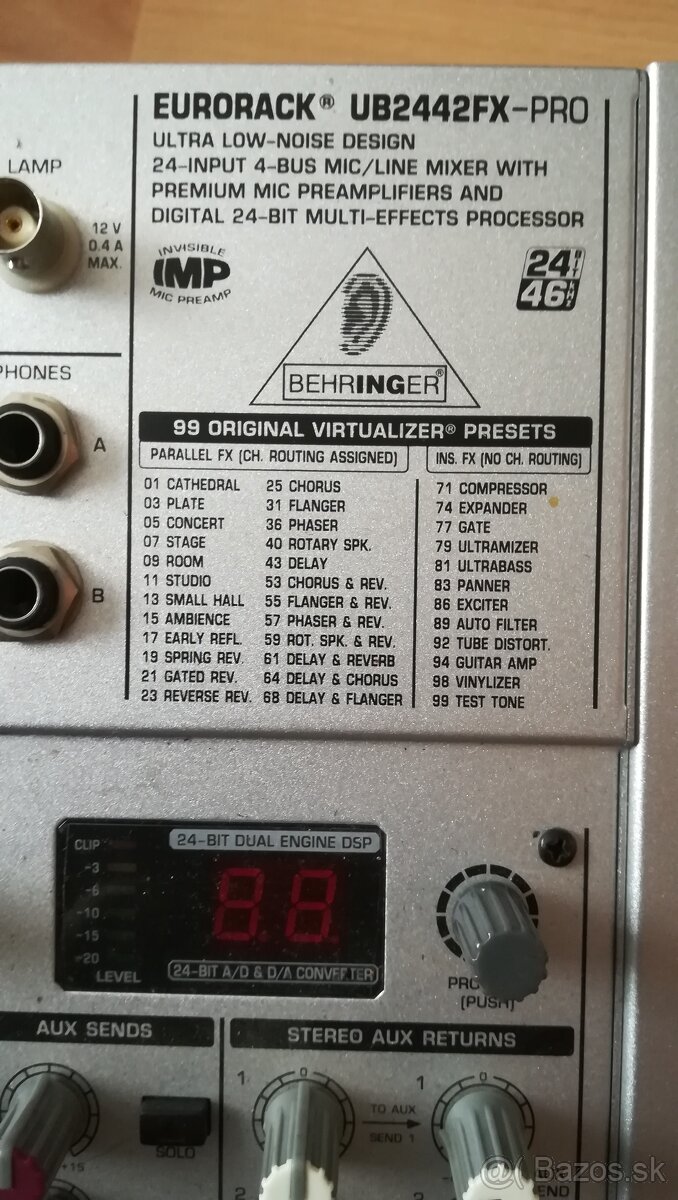 EURORACK® UB2442FX-PRO
ULTRA LOW-NOISE DESIGN
24-INPUT 4-BUS MIC/LINE MIXER WITH
PREMIUM MIC PREAMPLIFIERS AND
DIGITAL 24-BIT MULTI-EFFECTS PROCESSOR
LAMP
12 V
0.4 A
MAX.
INVISIBLE
IMP
MIC PREAMP
24 BIT
46 kHz
BEHRINGER®
PHONES
A
B
99 ORIGINAL VIRTUALIZER® PRESETS
PARALLEL FX (CH. ROUTING ASSIGNED)
INS. FX (NO CH. ROUTING)
01 CATHEDRAL
03 PLATE
05 CONCERT
07 STAGE
09 ROOM
11 STUDIO
13 SMALL HALL
15 AMBIENCE
17 EARLY REFL.
19 SPRING REV.
21 GATED REV.
23 REVERSE REV.
25 CHORUS
31 FLANGER
36 PHASER
40 ROTARY SPK.
43 DELAY
53 CHORUS & REV.
55 FLANGER & REV.
57 PHASER & REV.
59 ROT. SPK. & REV.
61 DELAY & REVERB
64 DELAY & CHORUS
68 DELAY & FLANGER
71 COMPRESSOR
74 EXPANDER
77 GATE
79 ULTRAMIZER
81 ULTRABASS
83 PANNER
86 EXCITER
89 AUTO FILTER
92 TUBE DISTORT.
94 GUITAR AMP
98 VINYLIZER
99 TEST TONE
24-BIT DUAL ENGINE DSP
CLIP
-3
-6
-10
-15
-20
LEVEL
88
24-BIT A/D & D/A CONVERTER
(PUSH)
AUX SENDS
STEREO AUX RETURNS
+15
SOLO
1
0
TO AUX
SEND 1
1
0
2
2
AUX
@ Bazos.sk